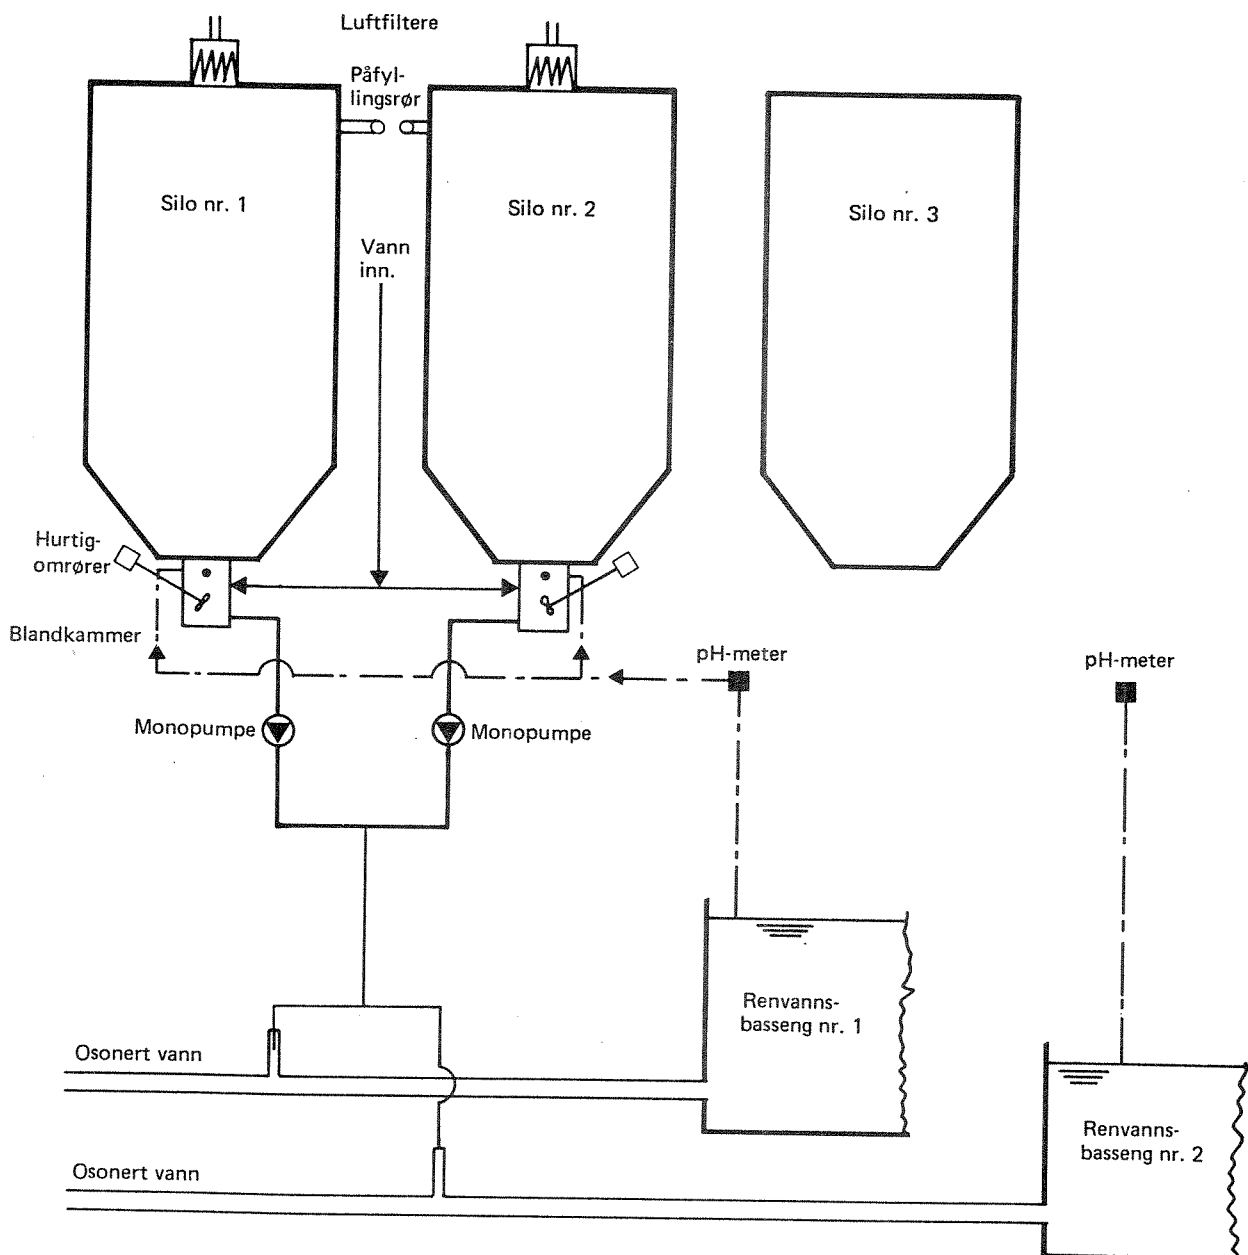 Luftfiltere
Påfyl-
lingsrør
Silo nr. 1
Silo nr. 2
Silo nr. 3
Vann
inn.
Hurtig-
omrører
Blandkammer
pH-meter
pH-meter
Monopumpe
Monopumpe
Renvanns-
basseng nr. 1
Osonert vann
Renvanns-
basseng nr. 2
Osonert vann